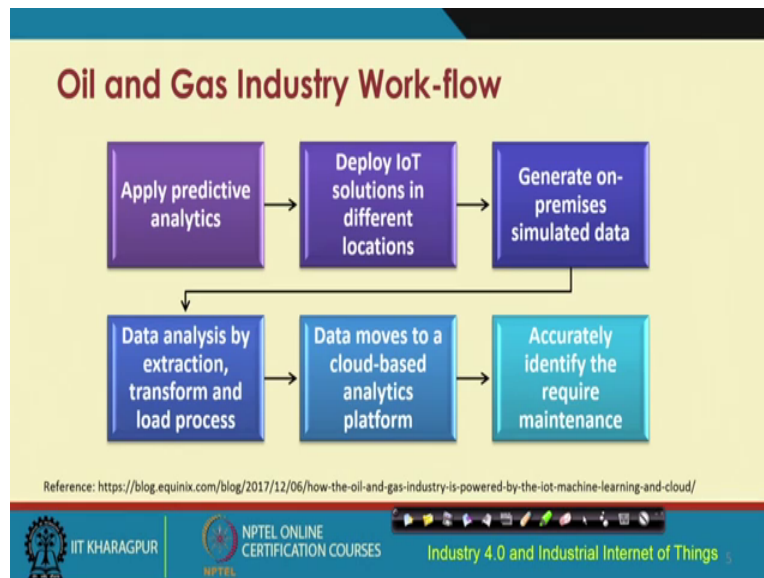 Oil and Gas Industry Work-flow
Apply predictive
analytics
Deploy IoT
solutions in
different
locations
Generate on-
premises
simulated data
Data analysis by
extraction,
transform and
load process
Data moves to a
cloud-based
analytics
platform
Accurately
identify the
require
maintenance
Reference: https://blog.equinix.com/blog/2017/12/06/how-the-oil-and-gas-industry-is-powered-by-the-iot-machine-learning-and-cloud/
IIT KHARAGPUR
NPTEL
NPTEL ONLINE
CERTIFICATION COURSES
Industry 4.0 and Industrial Internet of Things
5